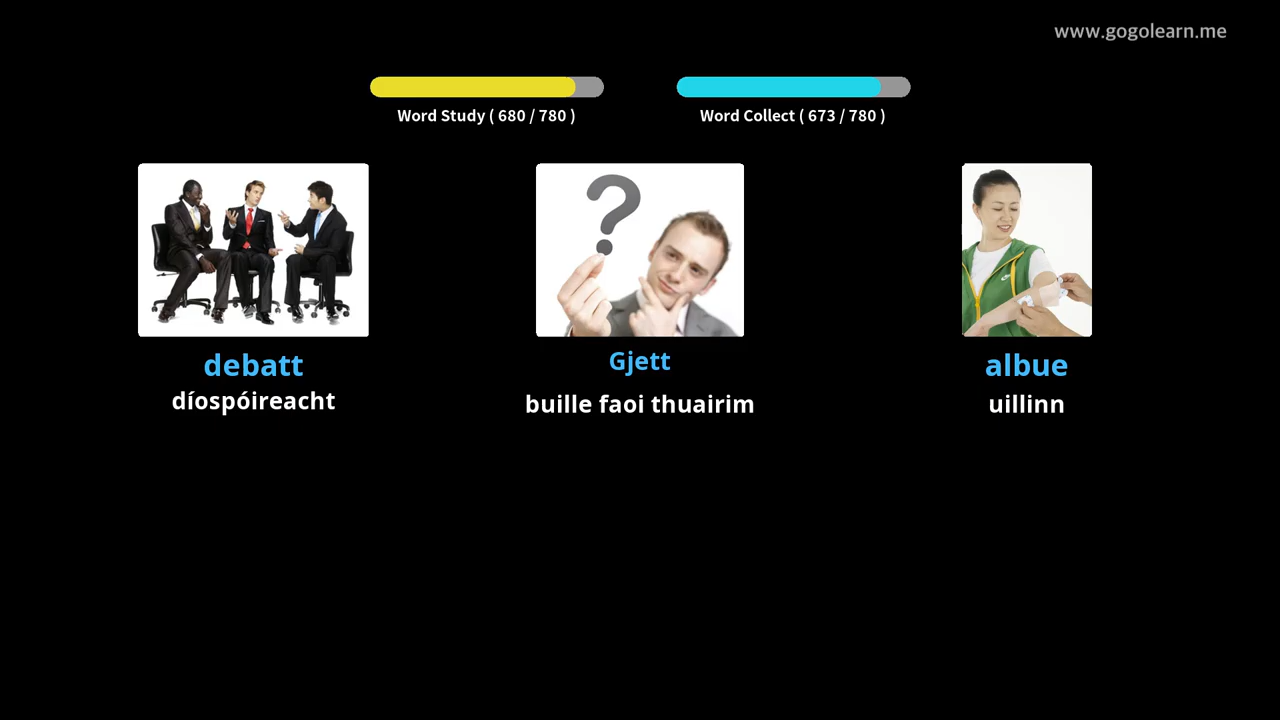 www.gogolearn.me
Word Study ( 680 / 780 )
Word Collect ( 673 / 780 )
debatt
díospóireacht
Gjett
buille faoi thuairim
albue
uillinn